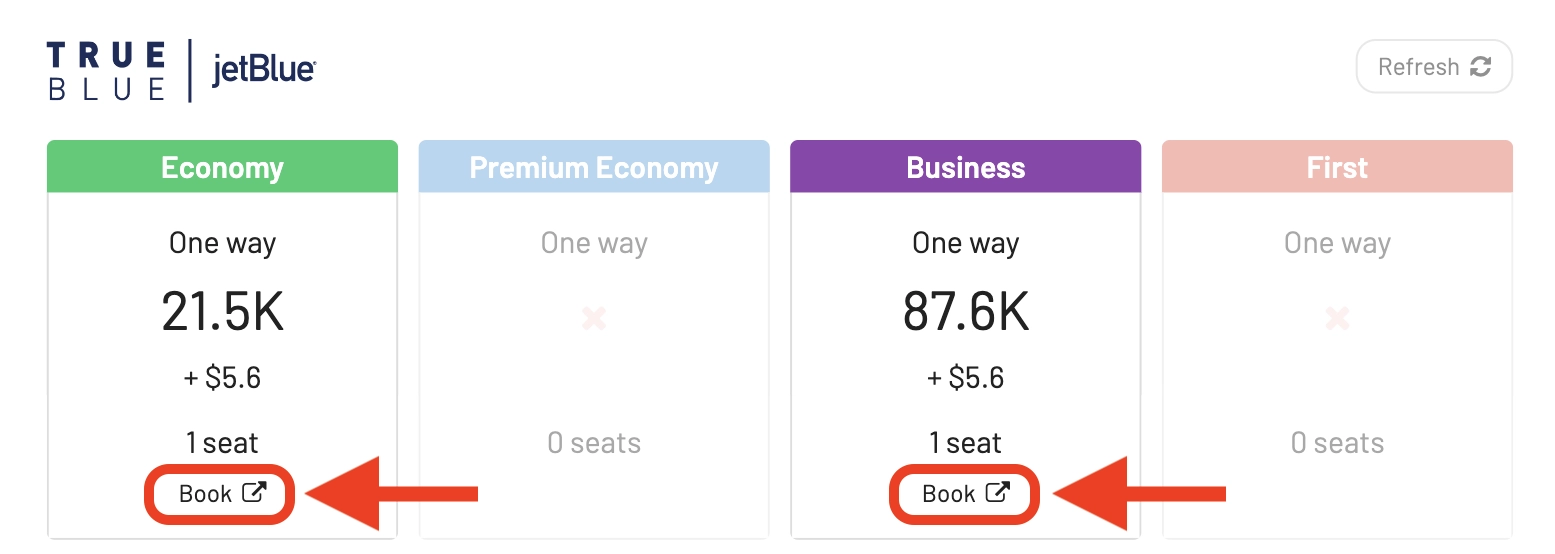 TRUE
BLUE
jetBlue
Refresh
Economy
One way
21.5K
+ $5.6
1 seat
Book
Premium Economy
One way
0 seats
Business
One way
87.6K
+ $5.6
1 seat
Book
First
One way
0 seats